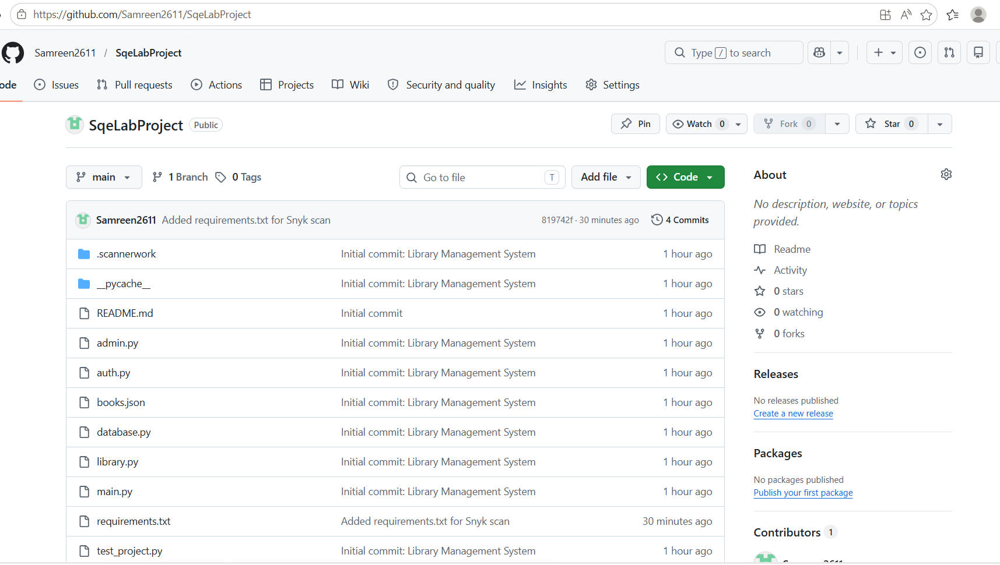 https://github.com/Samreen2611/SqeLabProject
Samreen2611 / SqeLabProject
Type / to search
ode
Issues
Pull requests
Actions
Projects
Wiki
Security and quality
Insights
Settings
SqeLabProject Public
Pin
Watch 0
Fork 0
Star 0
main
1 Branch
0 Tags
Go to file T
Add file
Code
Samreen2611 Added requirements.txt for Snyk scan 819742f · 30 minutes ago 4 Commits
.scannerwork Initial commit: Library Management System 1 hour ago
__pycache__ Initial commit: Library Management System 1 hour ago
README.md Initial commit 1 hour ago
admin.py Initial commit: Library Management System 1 hour ago
auth.py Initial commit: Library Management System 1 hour ago
books.json Initial commit: Library Management System 1 hour ago
database.py Initial commit: Library Management System 1 hour ago
library.py Initial commit: Library Management System 1 hour ago
main.py Initial commit: Library Management System 1 hour ago
requirements.txt Added requirements.txt for Snyk scan 30 minutes ago
test_project.py Initial commit: Library Management System 1 hour ago
About
No description, website, or topics
provided.
Readme
Activity
0 stars
0 watching
0 forks
Releases
No releases published
Create a new release
Packages
No packages published
Publish your first package
Contributors 1